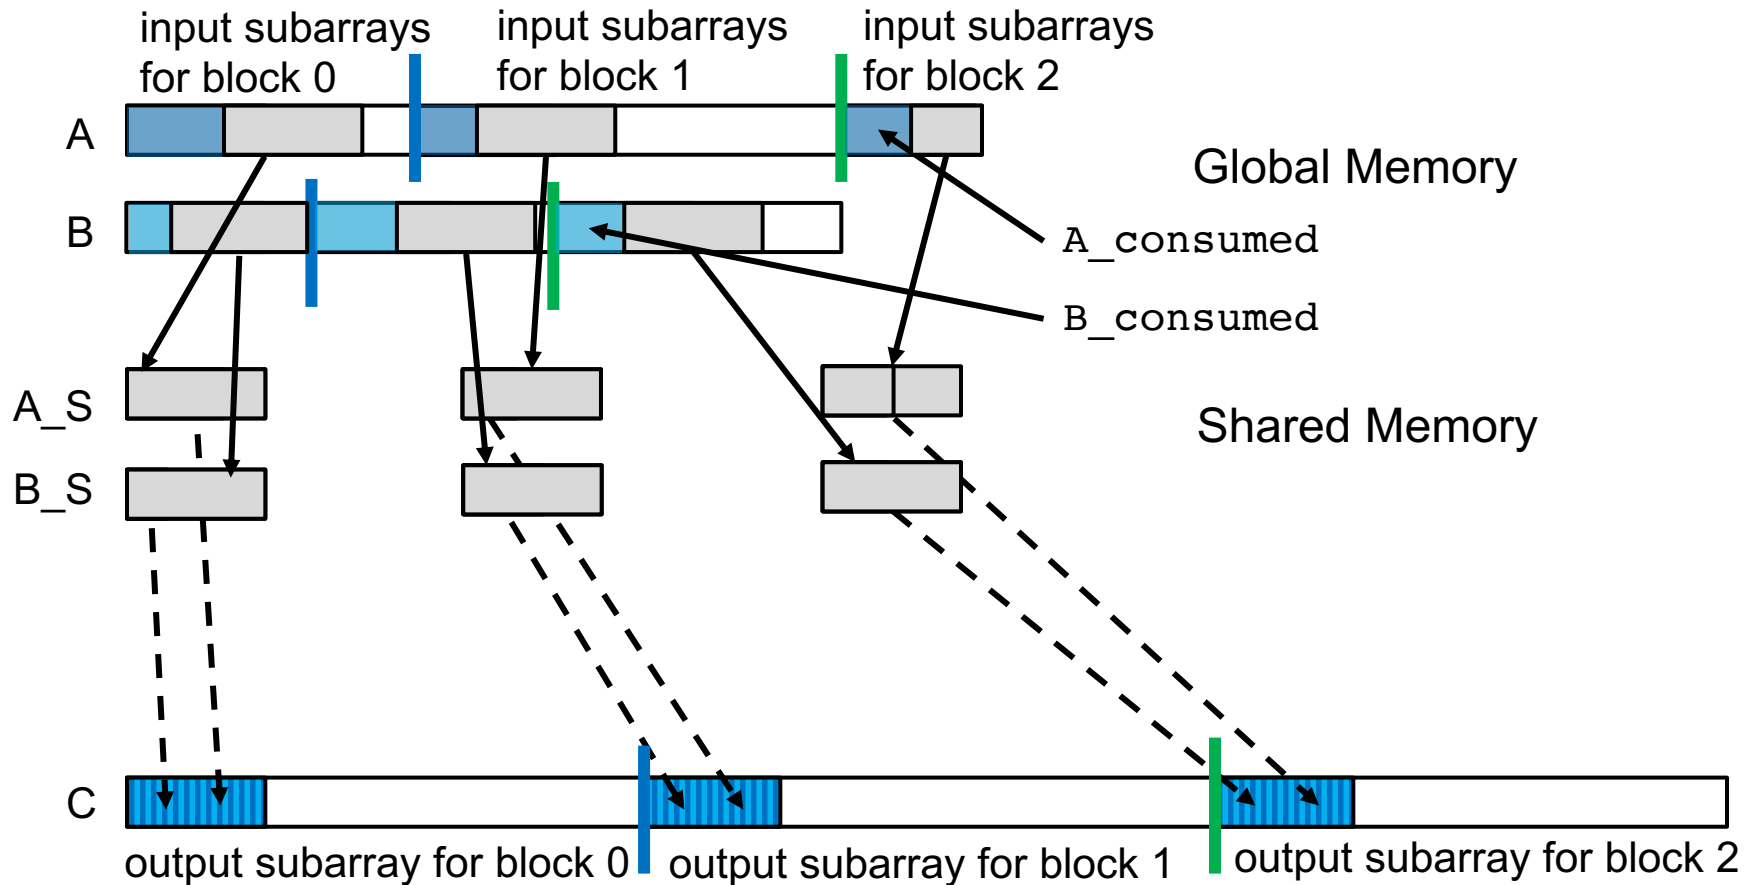 input subarrays
for block 0
input subarrays
for block 1
input subarrays
for block 2
A
Global Memory
B
A_consumed
B_consumed
A_S
Shared Memory
B_S
C
output subarray for block 0
output subarray for block 1
output subarray for block 2